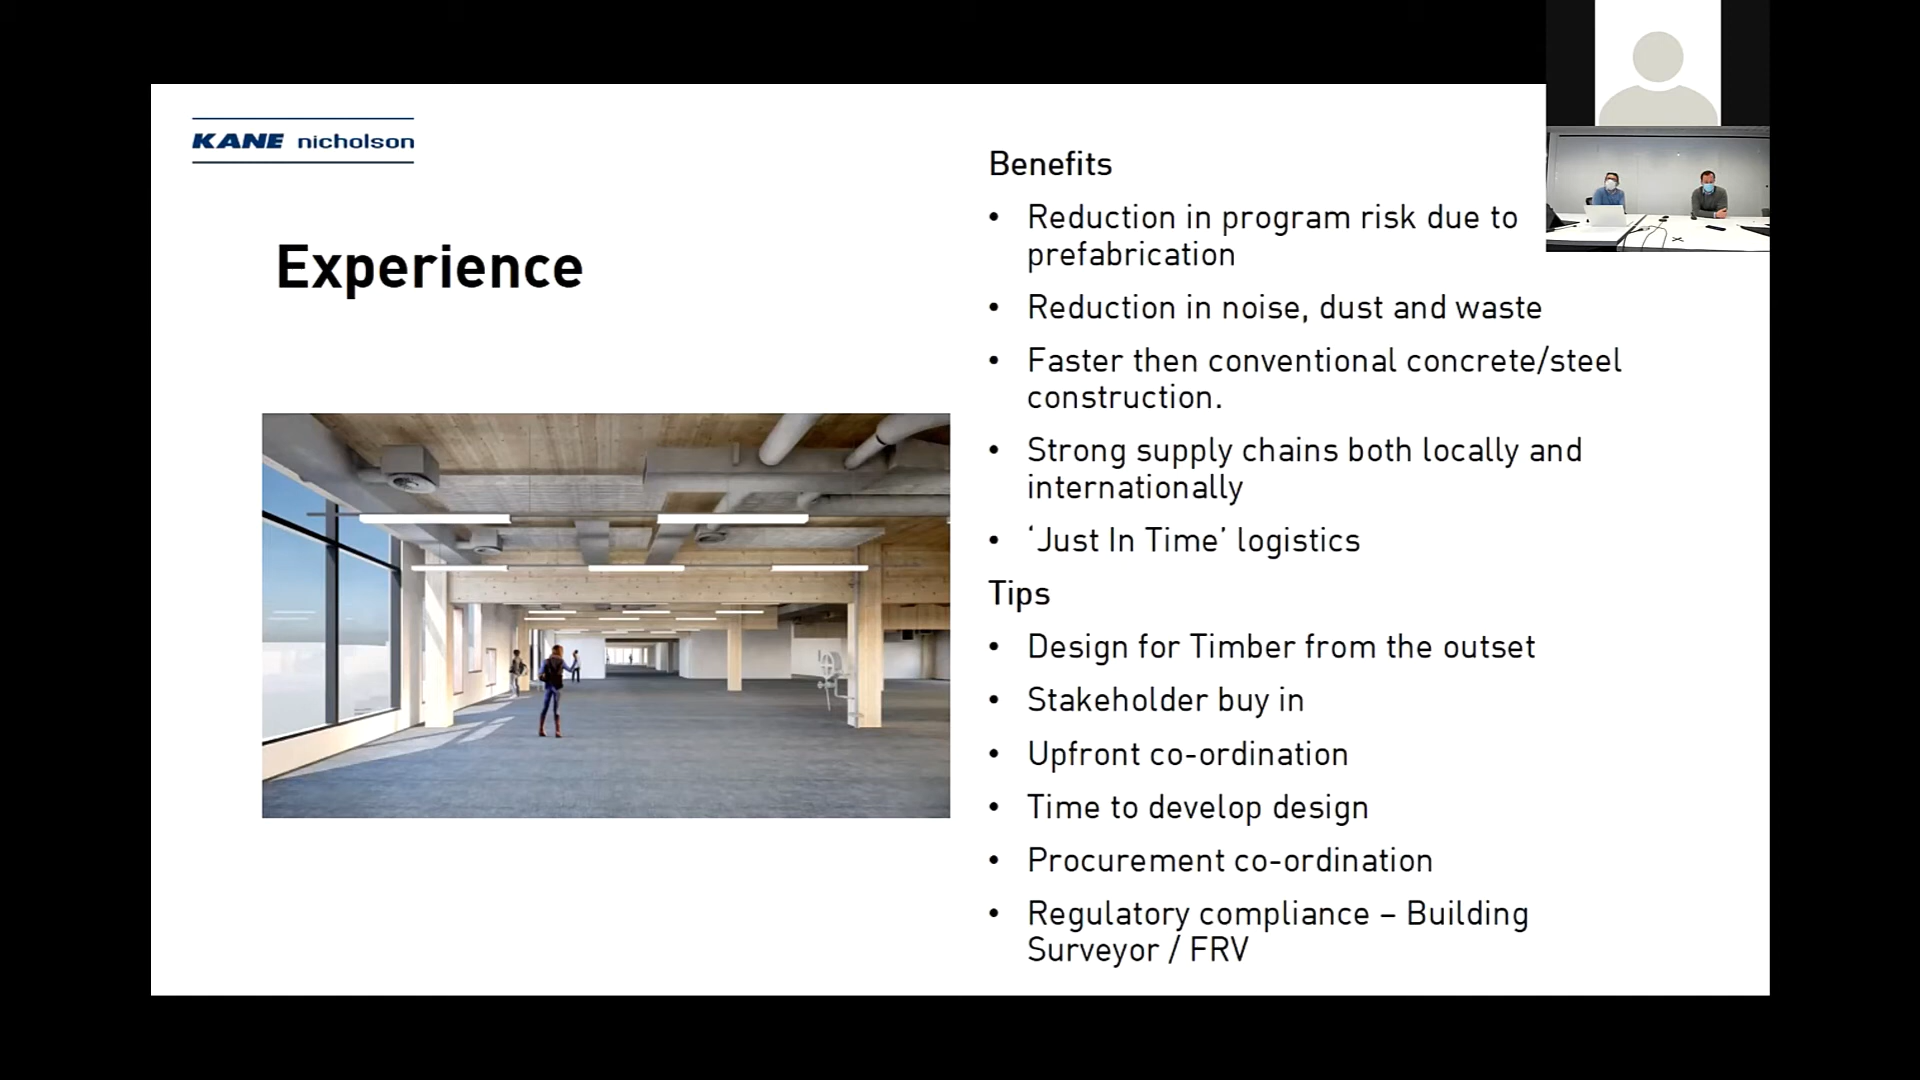 KANE nicholson
Experience
Benefits
• Reduction in program risk due to
prefabrication
• Reduction in noise, dust and waste
• Faster then conventional concrete/steel
construction.
• Strong supply chains both locally and
internationally
• ‘Just In Time’ logistics
Tips
• Design for Timber from the outset
• Stakeholder buy in
• Upfront co-ordination
• Time to develop design
• Procurement co-ordination
• Regulatory compliance – Building
Surveyor / FRV